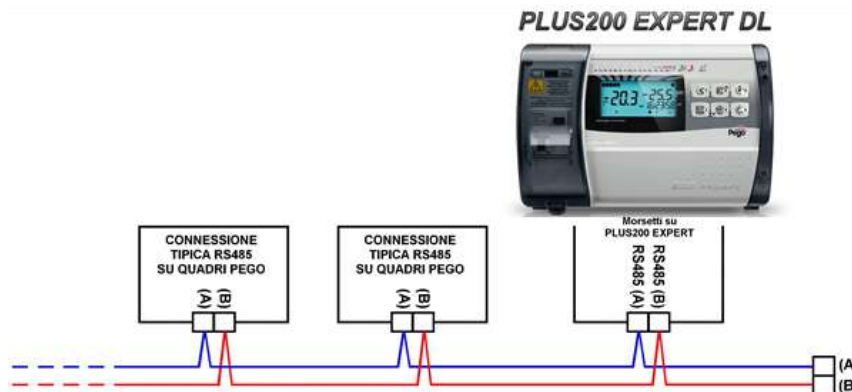 PLUS200 EXPERT DL
-20.3
-25.5
Pego
CONNESSIONE
TIPICA RS485
SU QUADRI PEGO
(A)
(B)
CONNESSIONE
TIPICA RS485
SU QUADRI PEGO
(A)
(B)
Morsetti su
PLUS200 EXPERT
RS485 (A)
RS485 (B)
(A
(B